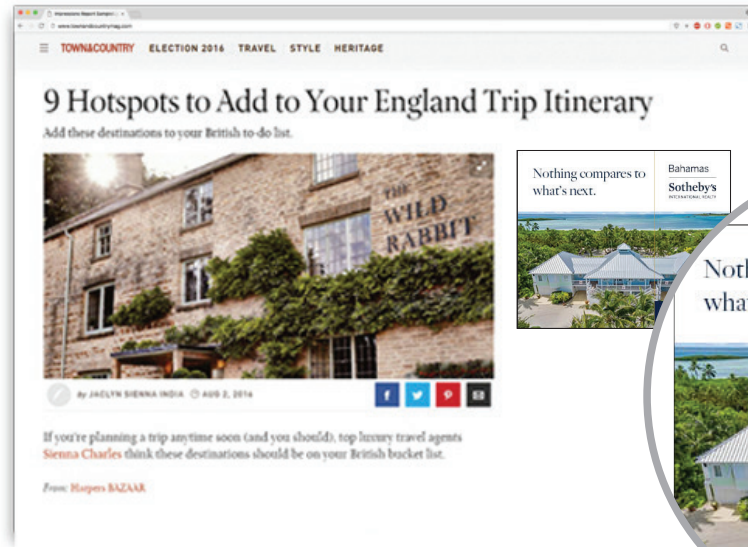 www.townandcountrymag.com
TOWN&COUNTRY ELECTION 2016 TRAVEL STYLE HERITAGE
9 Hotspots to Add to Your England Trip Itinerary
Add these destinations to your British to-do list.
THE
WILD
RABBIT
By JACLYN SIENNA INDIA AUG 2, 2016
If you're planning a trip anytime soon (and you should), top luxury travel agents
Sienna Charles think these destinations should be on your British bucket list.
From: Harpers BAZAAR
Nothing compares to
what's next.
Bahamas
Sotheby's
INTERNATIONAL REALTY
Noth
what